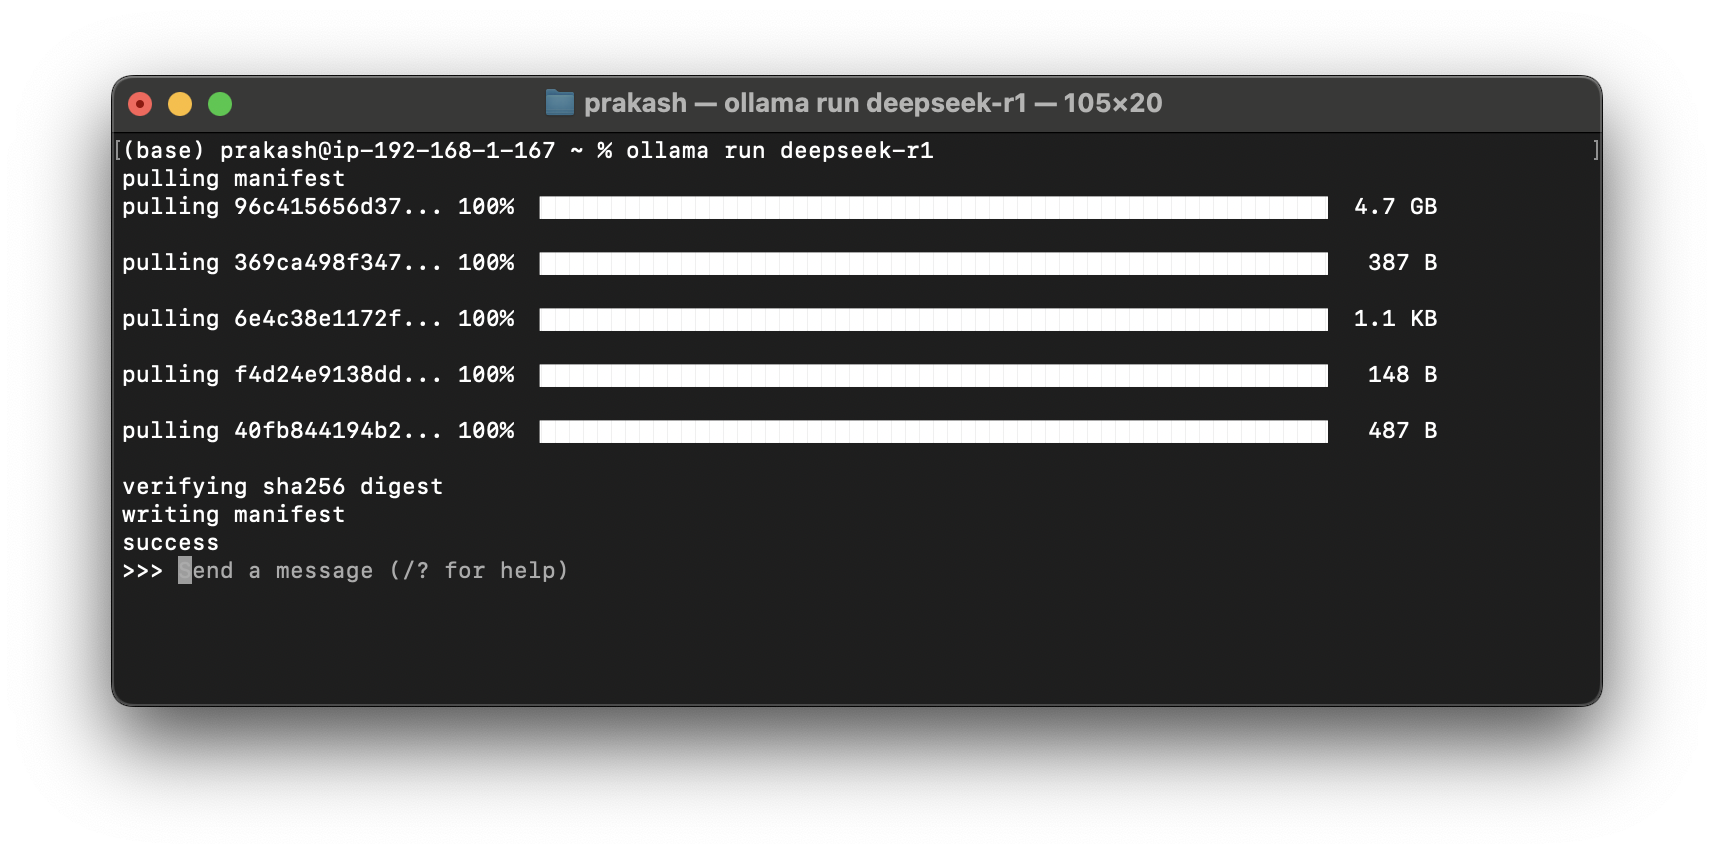 prakash — ollama run deepseek-r1 — 105×20
[(base) prakash@ip-192-168-1-167 ~ % ollama run deepseek-r1 ]
pulling manifest
pulling 96c415656d37... 100% 4.7 GB
pulling 369ca498f347... 100% 387 B
pulling 6e4c38e1172f... 100% 1.1 KB
pulling f4d24e9138dd... 100% 148 B
pulling 40fb844194b2... 100% 487 B
verifying sha256 digest
writing manifest
success
>>> Send a message (/? for help)